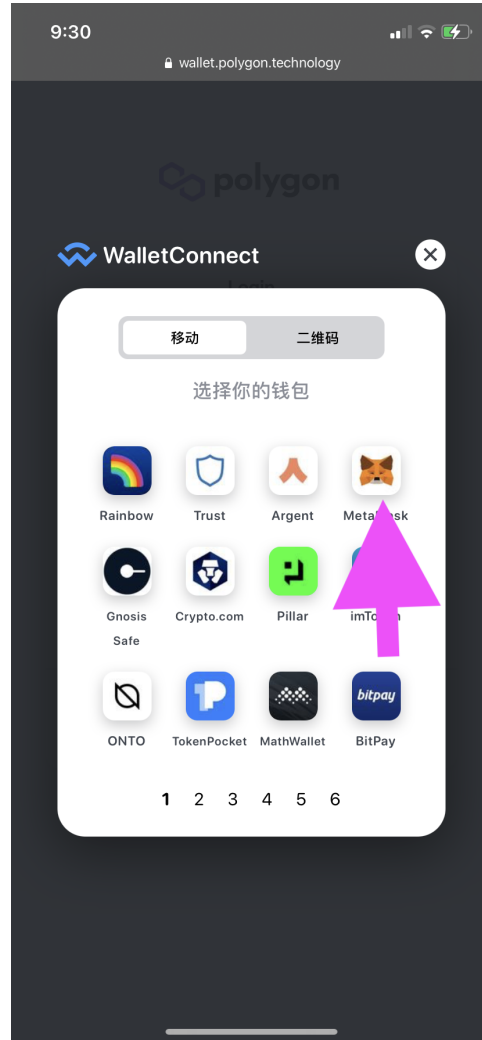 9:30
wallet.polygon.technology
polygon
WalletConnect
Login
移动 二维码
选择你的钱包
Rainbow Trust Argent
Gnosis Safe Crypto.com Pillar
ONTO TokenPocket MathWallet BitPay
bitpay
1 2 3 4 5 6